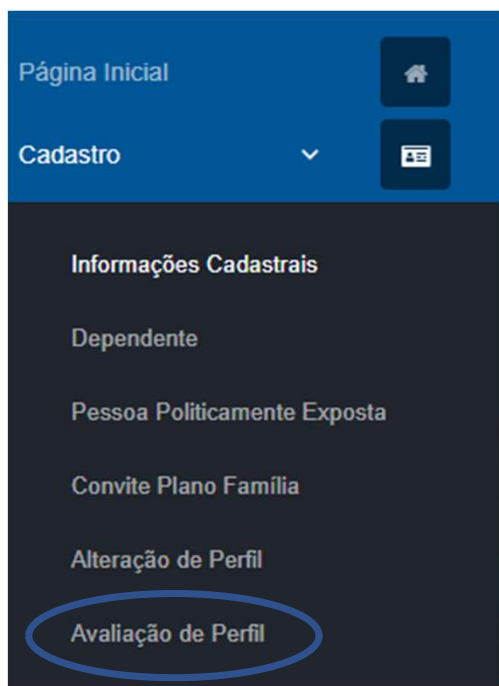 Página Inicial
Cadastro
Informações Cadastrais
Dependente
Pessoa Politicamente Exposta
Convite Plano Família
Alteração de Perfil
Avaliação de Perfil